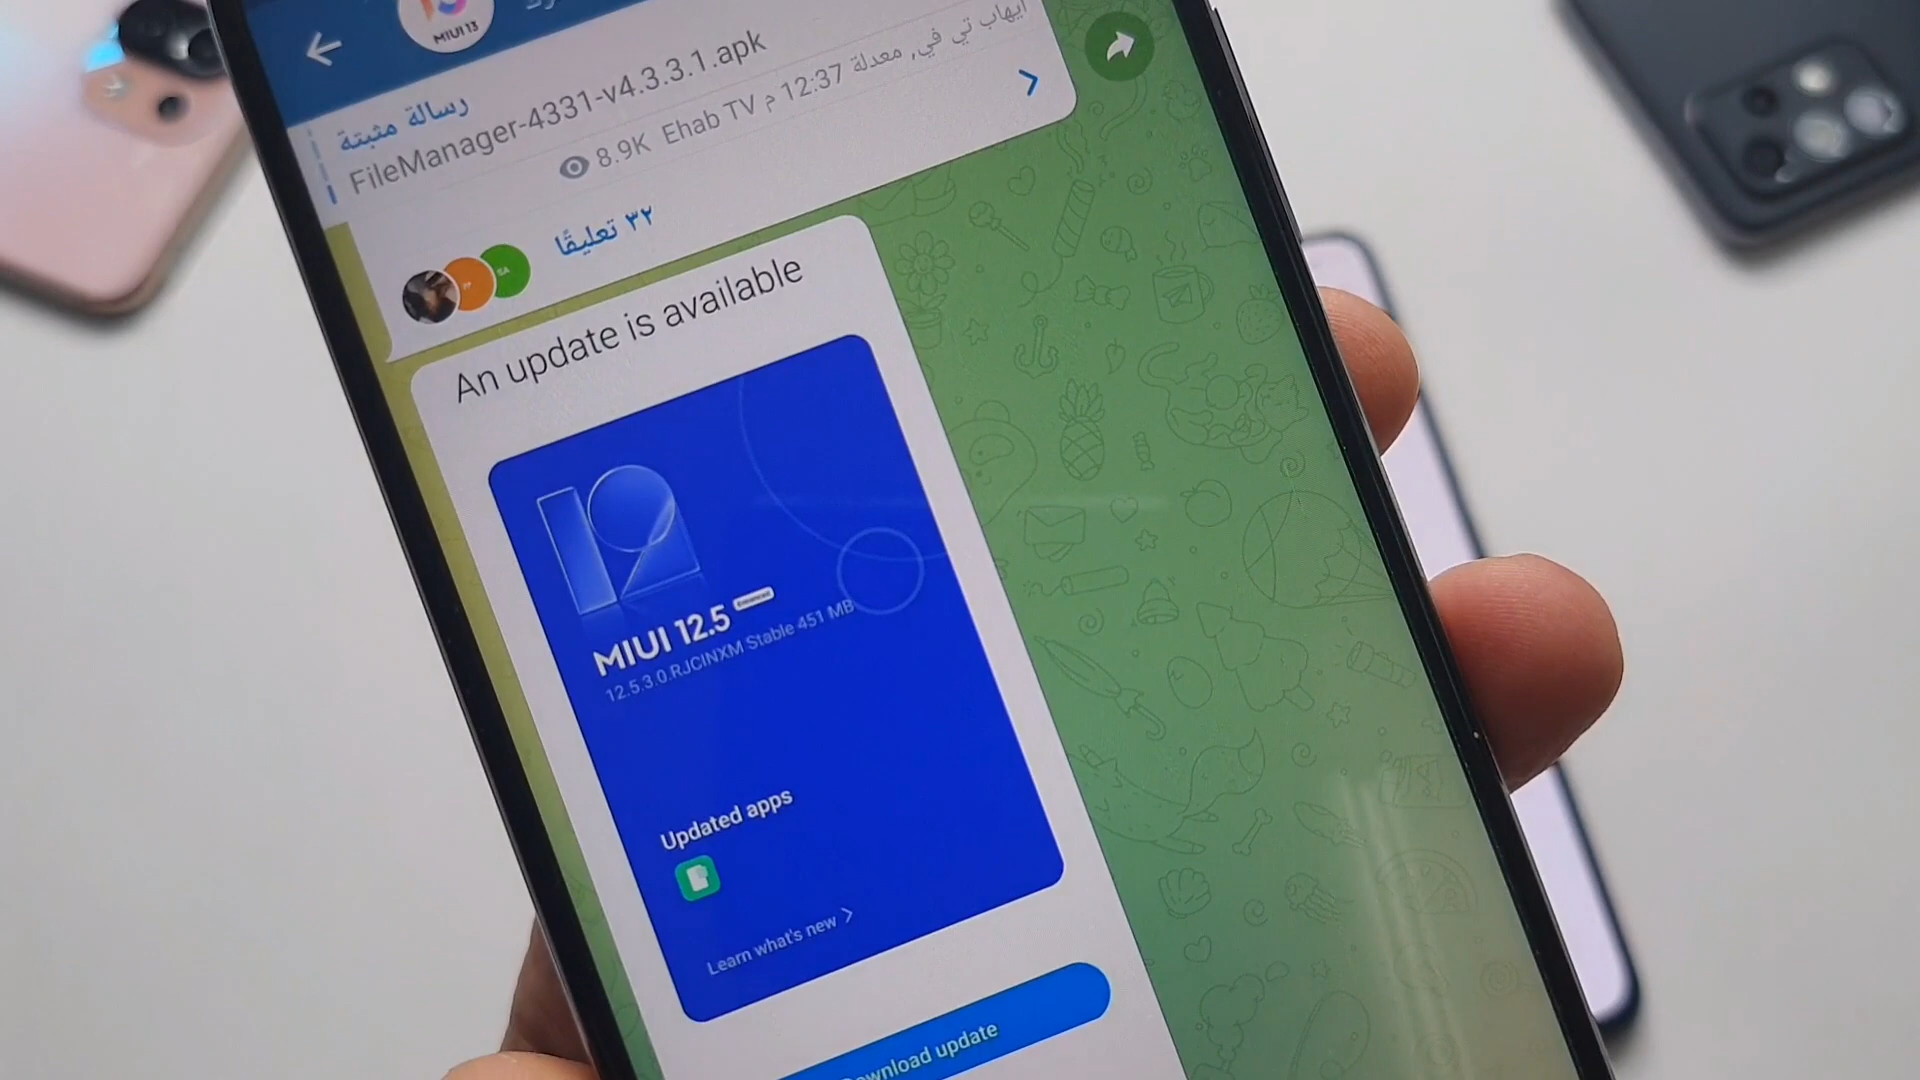 MIUI 13
رسالة مثبتة
FileManager-4331-v4.3.3.1.apk
8.9K Ehab TV ايهاب تي في, معدلة 12:37 م
٣٢ تعليقًا
An update is available
MIUI 12.5 Enhanced
12.5.3.0.RJCINXM Stable 451 MB
Updated apps
Learn what's new
Download update